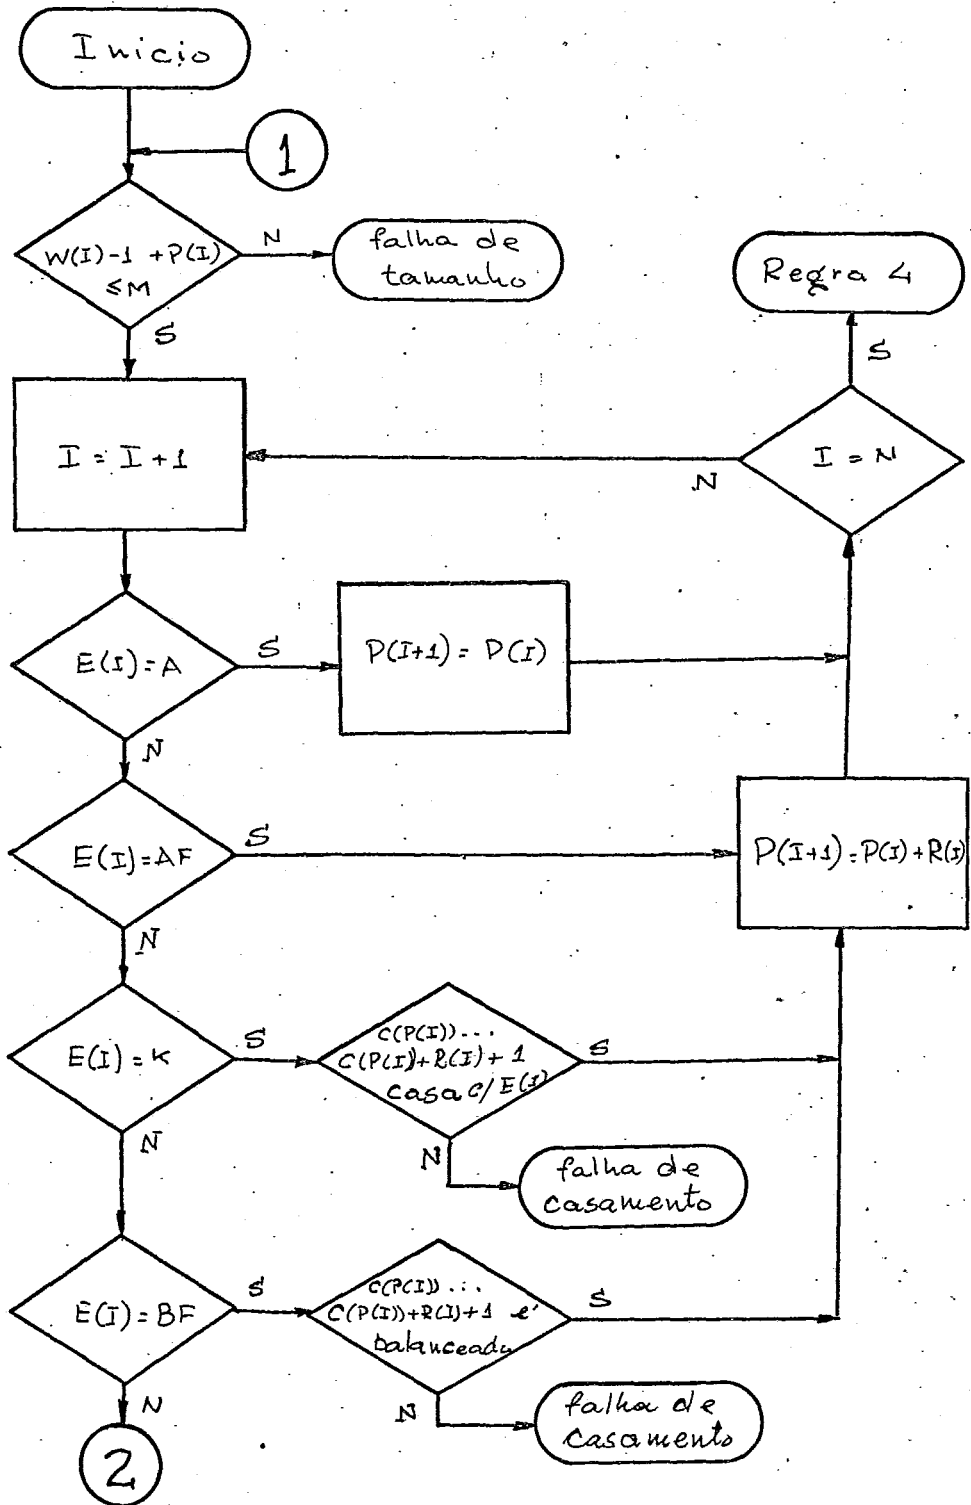 Inicio
1
W(I)-1 + P(I)
≤M
N
falha de
tamanho
S
Regra 4
S
I = I + 1
I = N
N
E(I) = A
S
P(I+1) = P(I)
N
E(I) = AF
S
P(I+1) = P(I) + R(I)
N
E(I) = K
S
C(P(I)) ...
C(P(I)) + R(I) + 1
casa c/ E(I)
S
N
N
falha de
casamento
E(I) = BF
S
C(P(I)) ...
C(P(I)) + R(I) + 1 é
balanceada
S
N
N
falha de
casamento
2